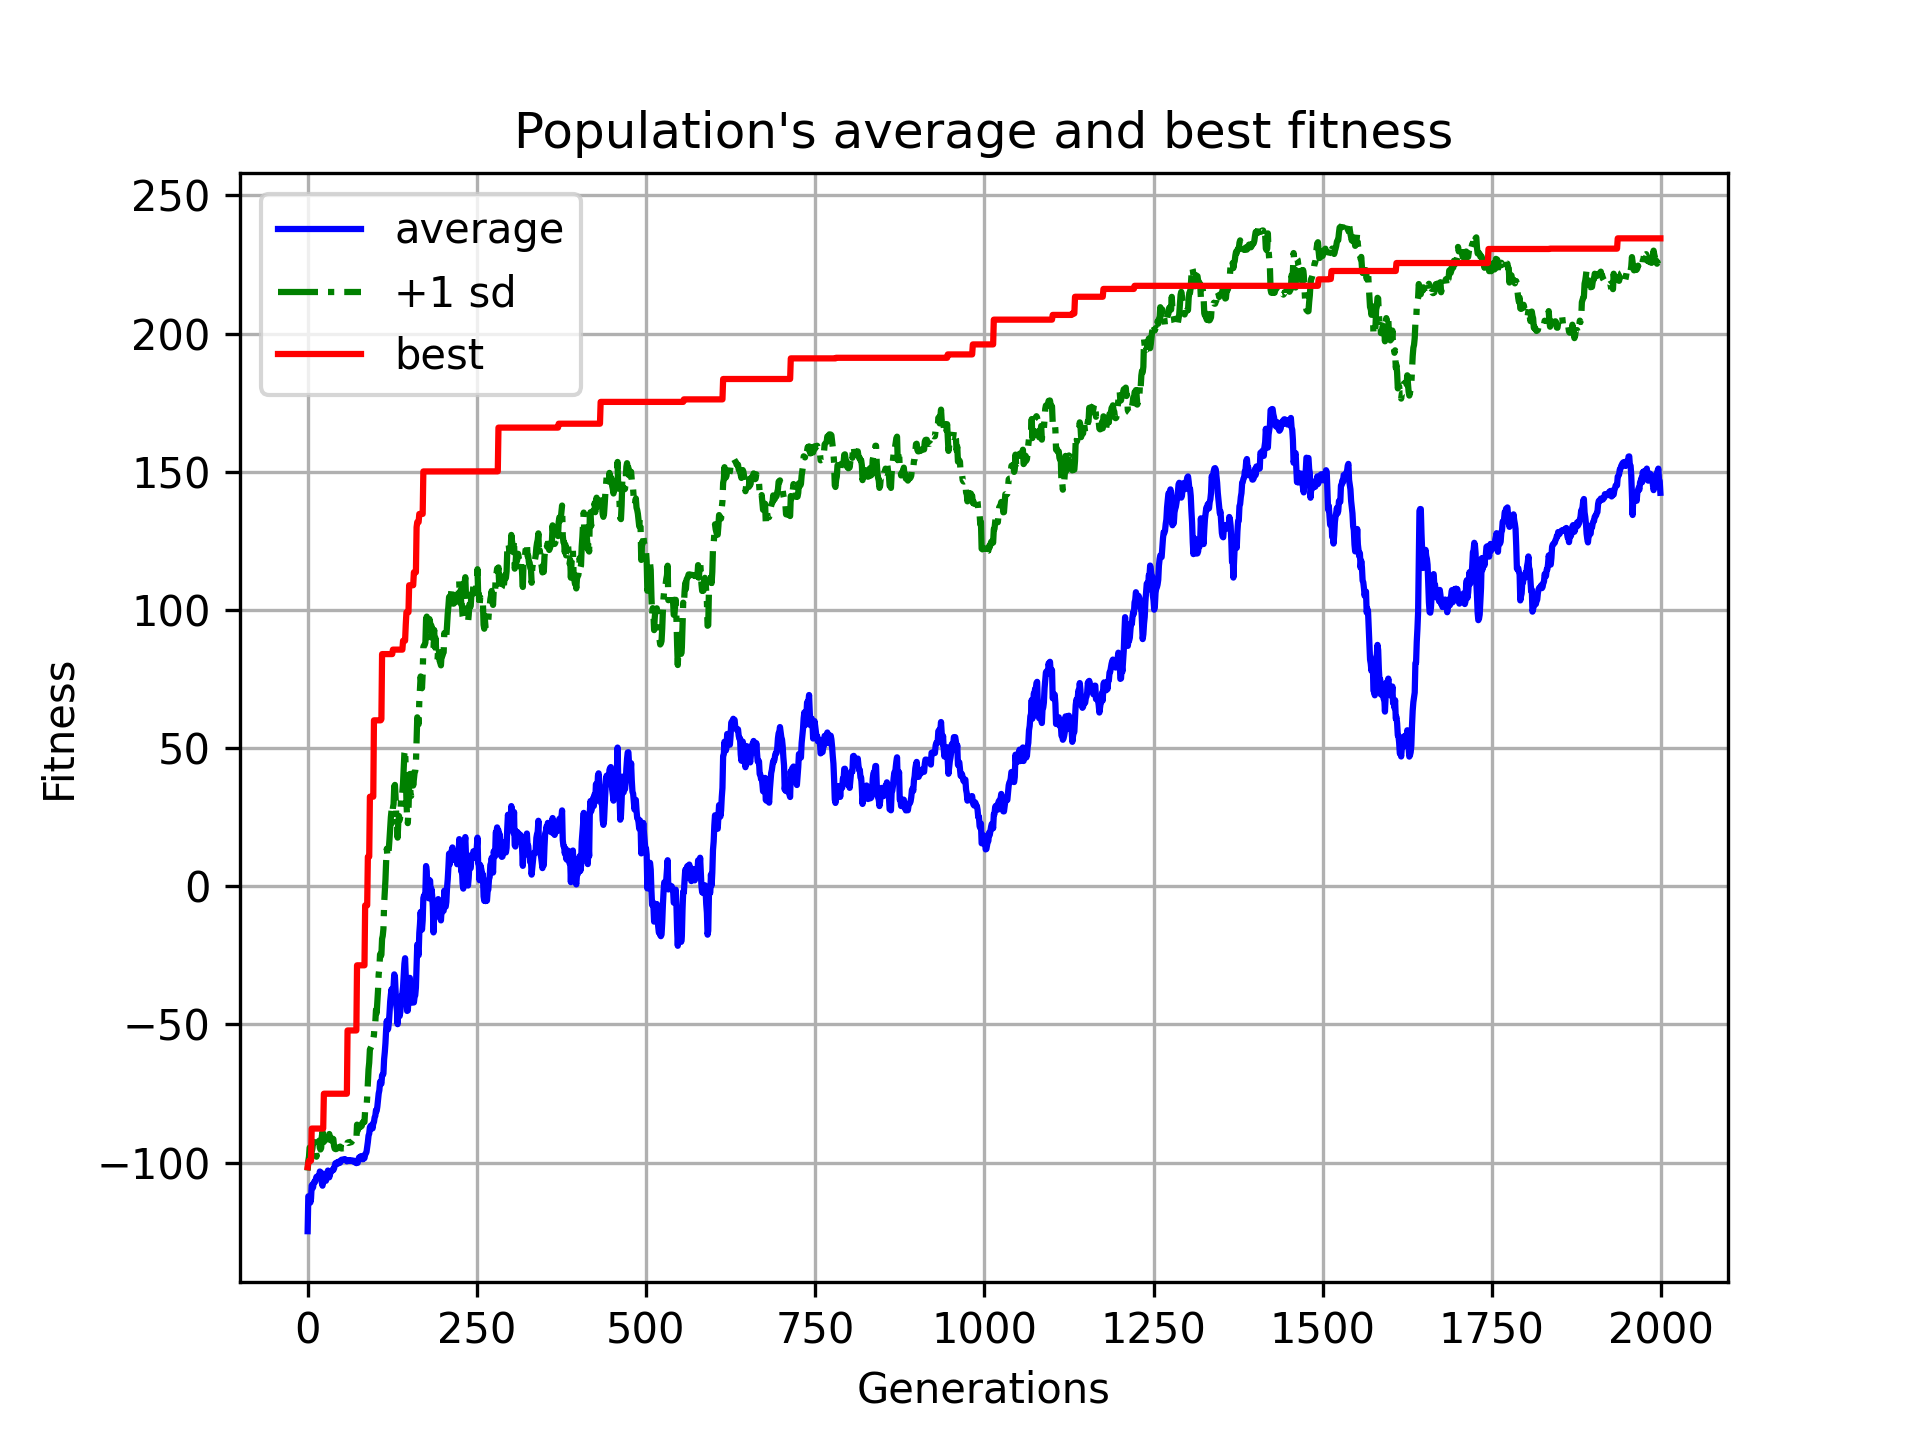 Population's average and best fitness
average
+1 sd
best
250
200
150
100
50
0
−50
−100
Fitness
0 250 500 750 1000 1250 1500 1750 2000
Generations